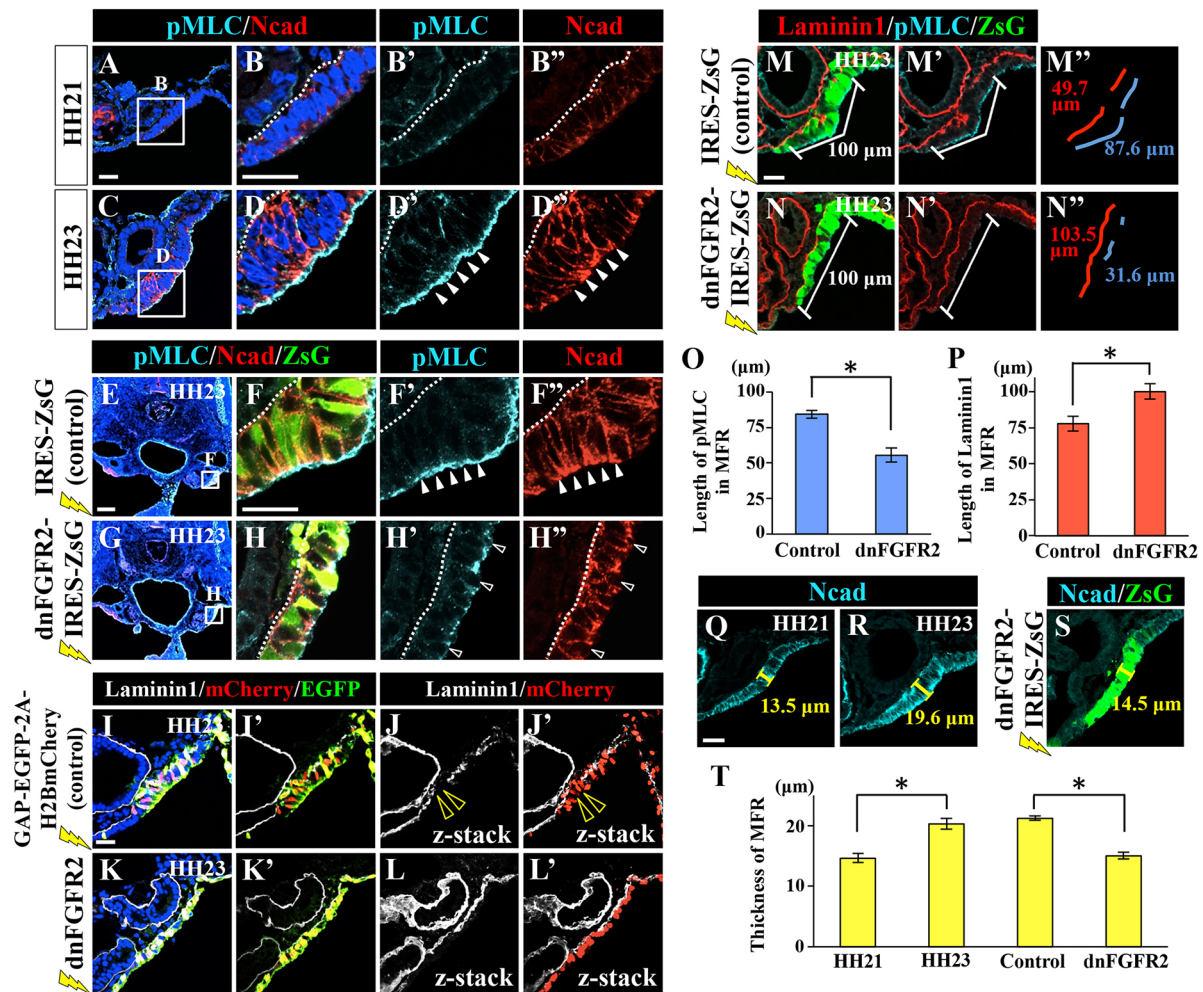 pMLC/Ncad
pMLC
Ncad
HH21
A
B
B
B'
B''
HH23
C
D
D
D'
D''
pMLC/Ncad/ZsG
pMLC
Ncad
IRES-ZsG
(control)
E
HH23
F
F
F'
F''
dnFGFR2-
IRES-ZsG
G
HH23
H
H
H'
H''
Laminin1/mCherry/EGFP
Laminin1/mCherry
GAP-EGFP-2A-
H2BmChery
(control)
I
HH23
I'
J
z-stack
J'
z-stack
dnFGFR2
K
HH23
K'
L
z-stack
L'
z-stack
Laminin1/pMLC/ZsG
IRES-ZsG
(control)
M
HH23
100 µm
M'
M''
49.7
µm
87.6 µm
dnFGFR2-
IRES-ZsG
N
HH23
100 µm
N'
N''
103.5
µm
31.6 µm
O
(µm)
*
100
75
50
25
0
Length of pMLC
in MFR
Control
dnFGFR2
P
(µm)
*
100
75
50
25
0
Length of Laminin1
in MFR
Control
dnFGFR2
Ncad
Q
HH21
13.5 µm
R
HH23
19.6 µm
Ncad/ZsG
dnFGFR2-
IRES-ZsG
S
14.5 µm
T
(µm)
*
*
20
10
0
Thickness of MFR
HH21
HH23
Control
dnFGFR2